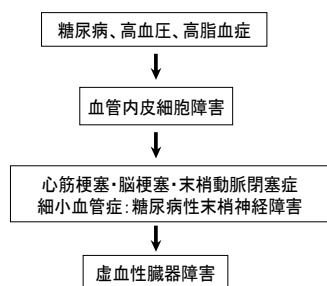 糖尿病、高血圧、高脂血症
血管内皮細胞障害
心筋梗塞・脳梗塞・末梢動脈閉塞症
細小血管症：糖尿病性末梢神経障害
虚血性臓器障害